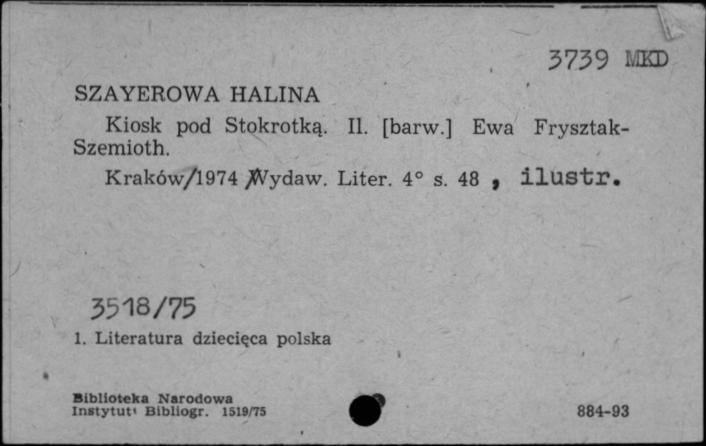 3739 MKD
SZAYEROWA HALINA
Kiosk pod Stokrotką. Il. [barw.] Ewa Frysztak-
Szemioth.
Kraków/1974 /Wydaw. Liter. 4° s. 48 , ilustr.
3518/75
1. Literatura dziecięca polska
Biblioteka Narodowa
Instytut Bibliogr. 1519/75
884-93